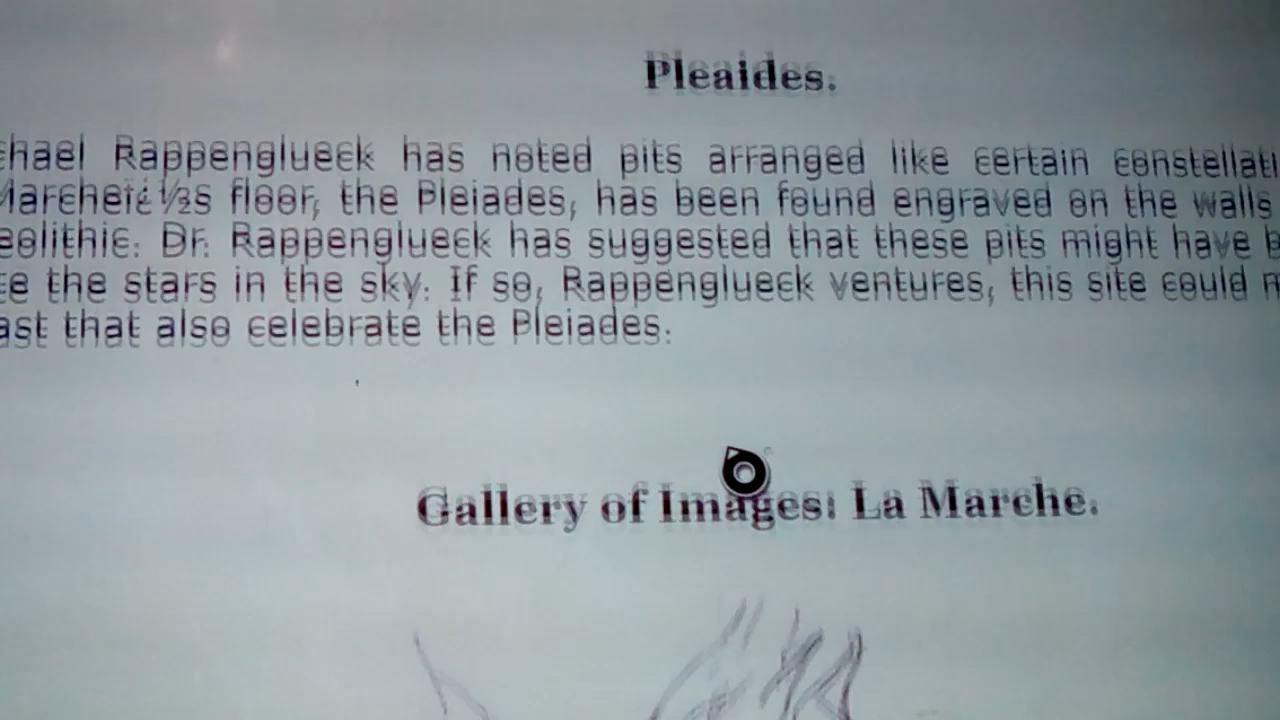 Pleaides.
chael Rappenglueck has noted pits arranged like certain constellati
Marcheï¿½s floor, the Pleiades, has been found engraved on the walls
eolithic. Dr. Rappenglueck has suggested that these pits might have b
te the stars in the sky. If so, Rappenglueck ventures, this site could m
ast that also celebrate the Pleiades.
Gallery of Images: La Marche.